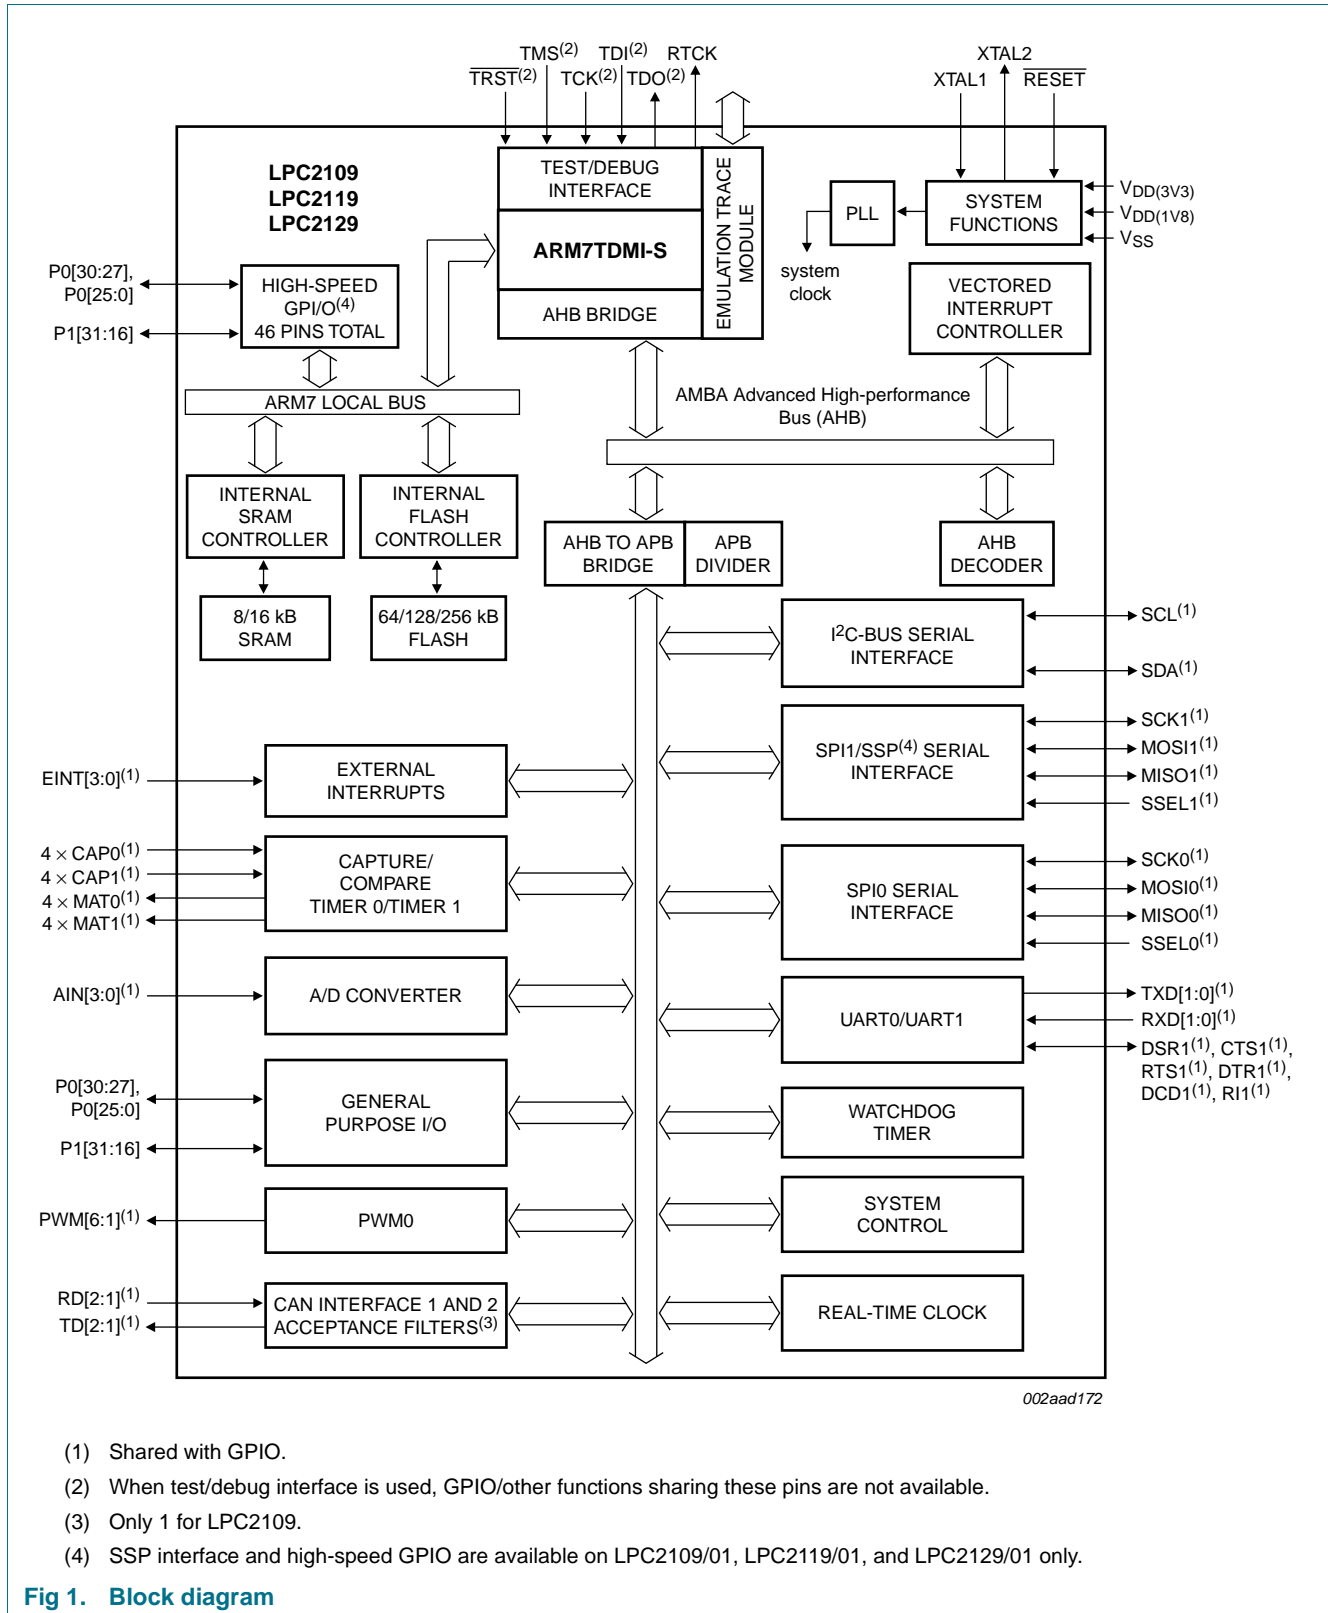 TMS(2) TDI(2) RTCK
TRST(2) TCK(2) TDO(2)
XTAL2
XTAL1 RESET
LPC2109
LPC2119
LPC2129
TEST/DEBUG
INTERFACE
ARM7TDMI-S
AHB BRIDGE
EMULATION TRACE
MODULE
PLL
SYSTEM
FUNCTIONS
VDD(3V3)
VDD(1V8)
VSS
system
clock
P0[30:27],
P0[25:0]
P1[31:16]
HIGH-SPEED
GPI/O(4)
46 PINS TOTAL
VECTORED
INTERRUPT
CONTROLLER
ARM7 LOCAL BUS
AMBA Advanced High-performance
Bus (AHB)
INTERNAL
SRAM
CONTROLLER
INTERNAL
FLASH
CONTROLLER
AHB TO APB
BRIDGE
APB
DIVIDER
AHB
DECODER
8/16 kB
SRAM
64/128/256 kB
FLASH
I2C-BUS SERIAL
INTERFACE
SCL(1)
SDA(1)
SPI1/SSP(4) SERIAL
INTERFACE
SCK1(1)
MOSI1(1)
MISO1(1)
SSEL1(1)
EINT[3:0](1)
EXTERNAL
INTERRUPTS
4 × CAP0(1)
4 × CAP1(1)
4 × MAT0(1)
4 × MAT1(1)
CAPTURE/
COMPARE
TIMER 0/TIMER 1
SPI0 SERIAL
INTERFACE
SCK0(1)
MOSI0(1)
MISO0(1)
SSEL0(1)
AIN[3:0](1)
A/D CONVERTER
UART0/UART1
TXD[1:0](1)
RXD[1:0](1)
DSR1(1), CTS1(1),
RTS1(1), DTR1(1),
DCD1(1), RI1(1)
P0[30:27],
P0[25:0]
P1[31:16]
GENERAL
PURPOSE I/O
WATCHDOG
TIMER
PWM[6:1](1)
PWM0
SYSTEM
CONTROL
RD[2:1](1)
TD[2:1](1)
CAN INTERFACE 1 AND 2
ACCEPTANCE FILTERS(3)
REAL-TIME CLOCK
002aad172
(1) Shared with GPIO.
(2) When test/debug interface is used, GPIO/other functions sharing these pins are not available.
(3) Only 1 for LPC2109.
(4) SSP interface and high-speed GPIO are available on LPC2109/01, LPC2119/01, and LPC2129/01 only.
Fig 1. Block diagram